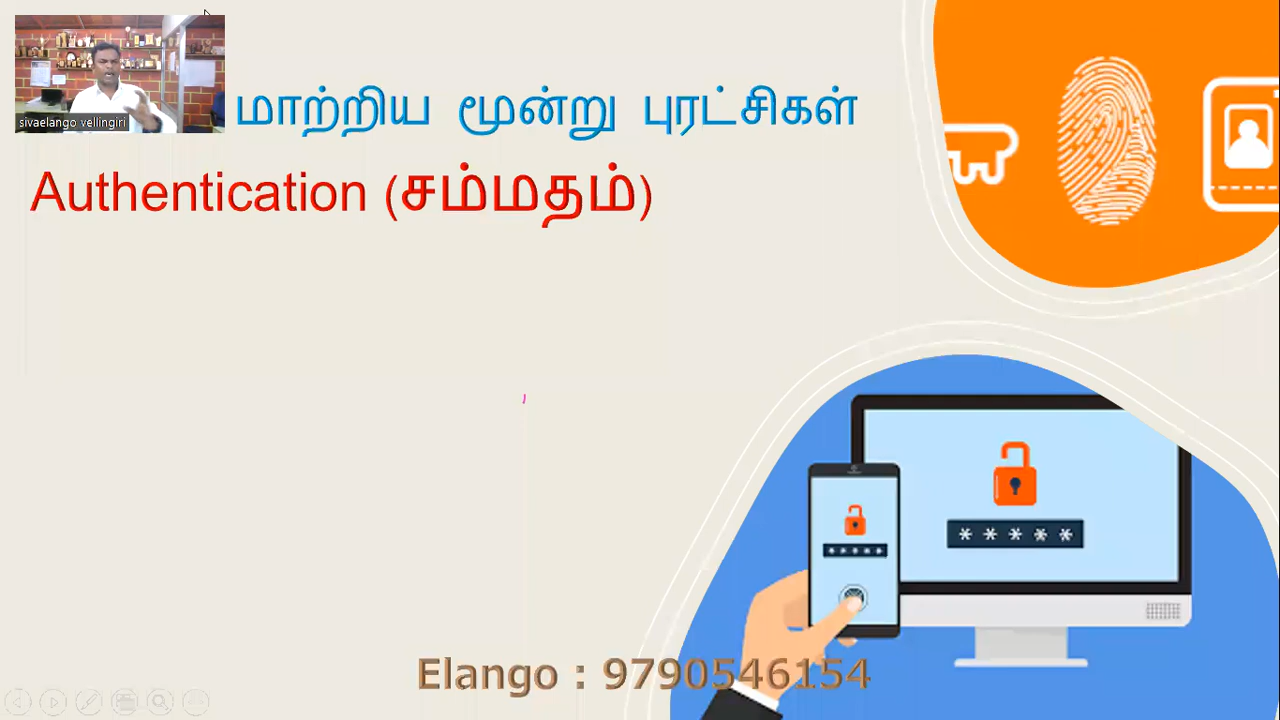 மாற்றிய மூன்று புரட்சிகள்
sivaelango vellingiri
Authentication (சம்மதம்)
* * * * *
* * * * *
Elango : 9790546154